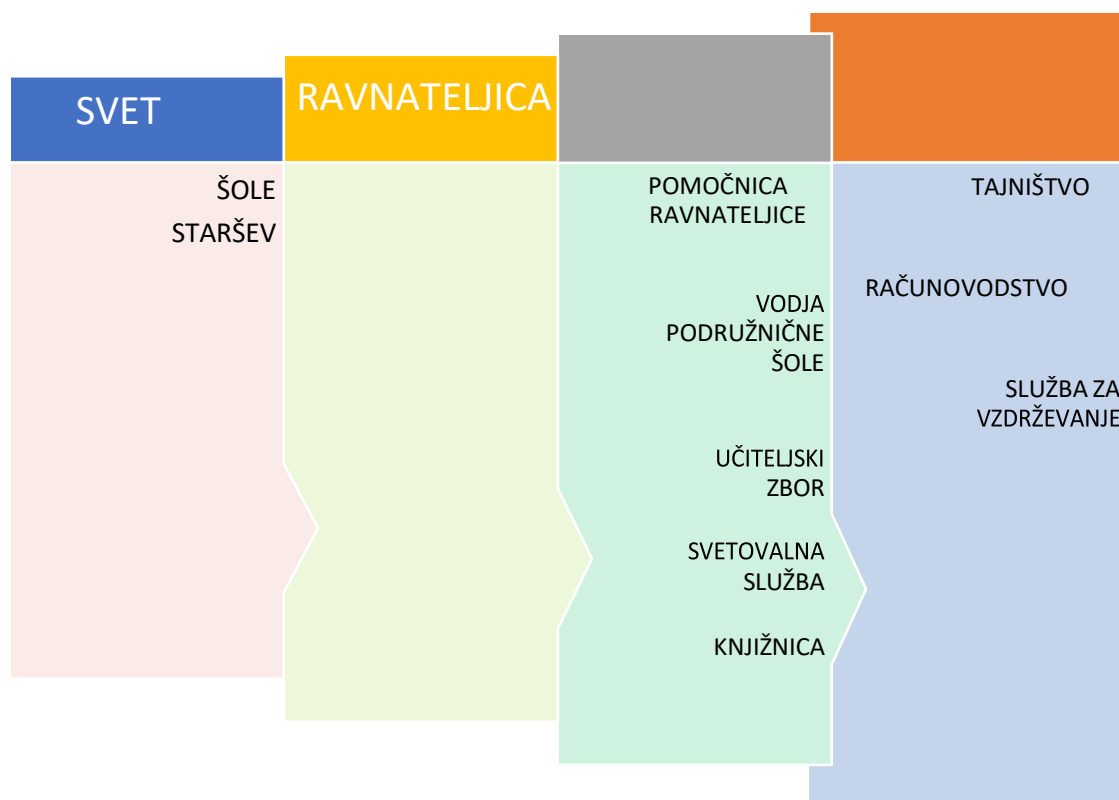 SVET
ŠOLE
STARŠEV
RAVNATELJICA
POMOČNICA
RAVNATELJICE
VODJA
PODRUŽNIČNE
ŠOLE
UČITELJSKI
ZBOR
SVETOVALNA
SLUŽBA
KNJIŽNICA
TAJNIŠTVO
RAČUNOVODSTVO
SLUŽBA ZA
VZDRŽEVANJE